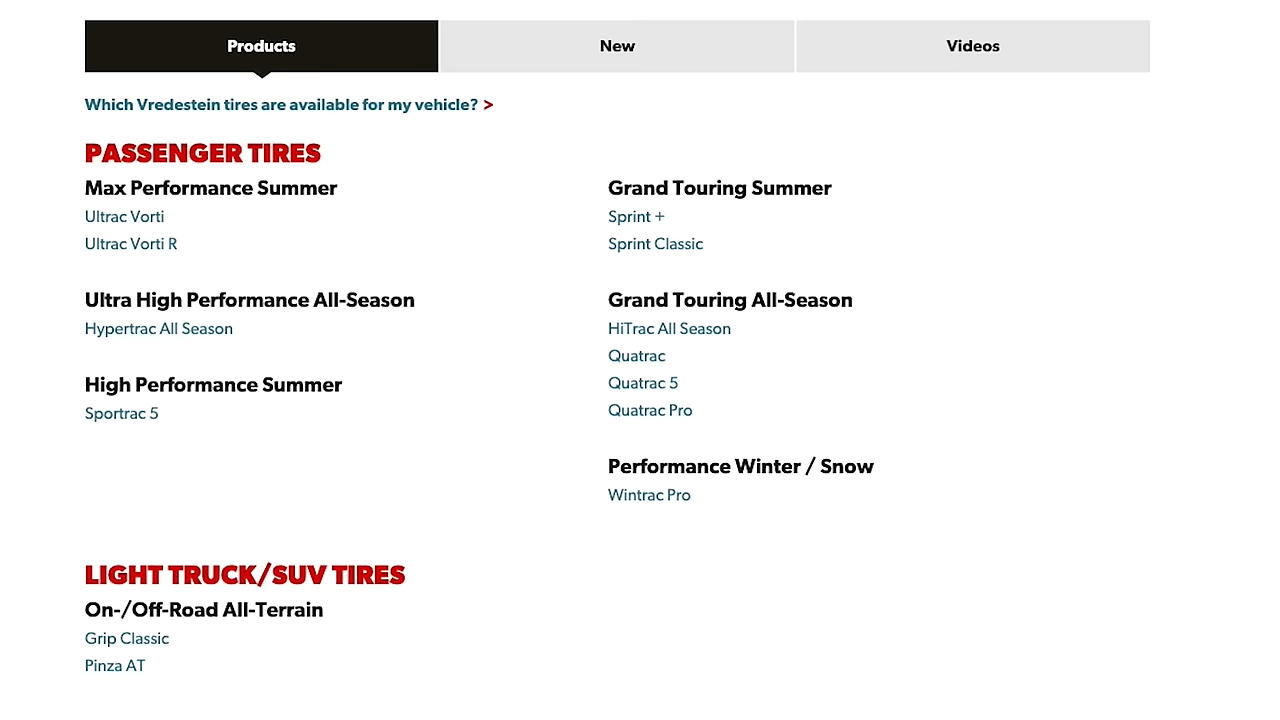 Products
New
Videos
Which Vredestein tires are available for my vehicle? >
PASSENGER TIRES
Max Performance Summer
Ultrac Vorti
Ultrac Vorti R
Ultra High Performance All-Season
Hypertrac All Season
High Performance Summer
Sportrac 5
Grand Touring Summer
Sprint +
Sprint Classic
Grand Touring All-Season
HiTrac All Season
Quatrac
Quatrac 5
Quatrac Pro
Performance Winter / Snow
Wintrac Pro
LIGHT TRUCK/SUV TIRES
On-/Off-Road All-Terrain
Grip Classic
Pinza AT